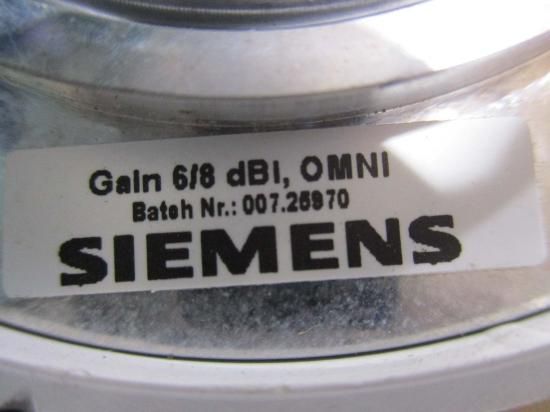 Gain 6/8 dBi, OMNI
Batch Nr.: 007.25970
SIEMENS